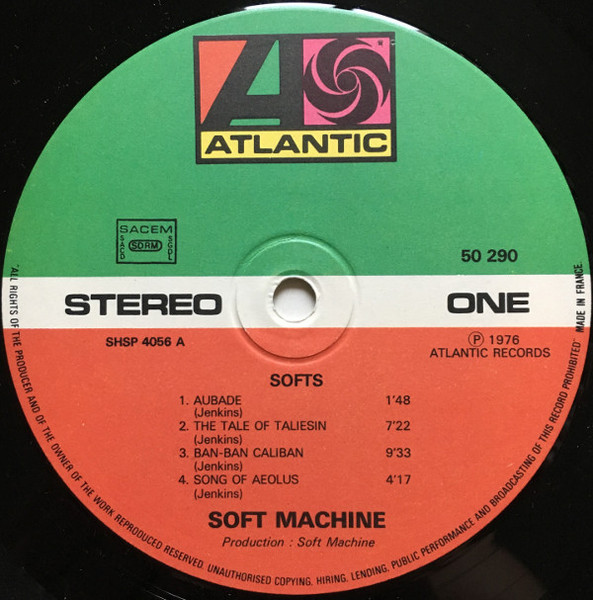 ATLANTIC
SACEM
SACD
SDRM
SGDL
50 290
STEREO
ONE
SHSP 4056 A
℗ 1976
ATLANTIC RECORDS
SOFTS
1. AUBADE 1'48
(Jenkins)
2. THE TALE OF TALIESIN 7'22
(Jenkins)
3. BAN-BAN CALIBAN 9'33
(Jenkins)
4. SONG OF AEOLUS 4'17
(Jenkins)
SOFT MACHINE
Production : Soft Machine
"ALL RIGHTS OF THE PRODUCER AND OF THE OWNER OF THE WORK REPRODUCED RESERVED. UNAUTHORISED COPYING, HIRING, LENDING, PUBLIC PERFORMANCE AND BROADCASTING OF THIS RECORD PROHIBITED" MADE IN FRANCE.